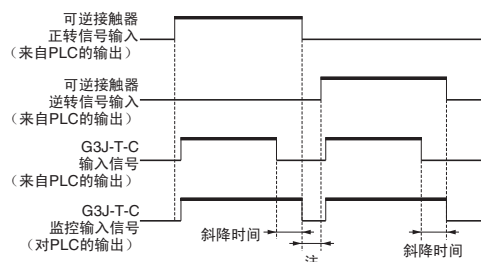 可逆接触器
正转信号输入
（来自PLC的输出）
可逆接触器
逆转信号输入
（来自PLC的输出）
G3J-T-C
输入信号
（来自PLC的输出）
G3J-T-C
监控输入信号
（对PLC的输出）
斜降时间
注
斜降时间